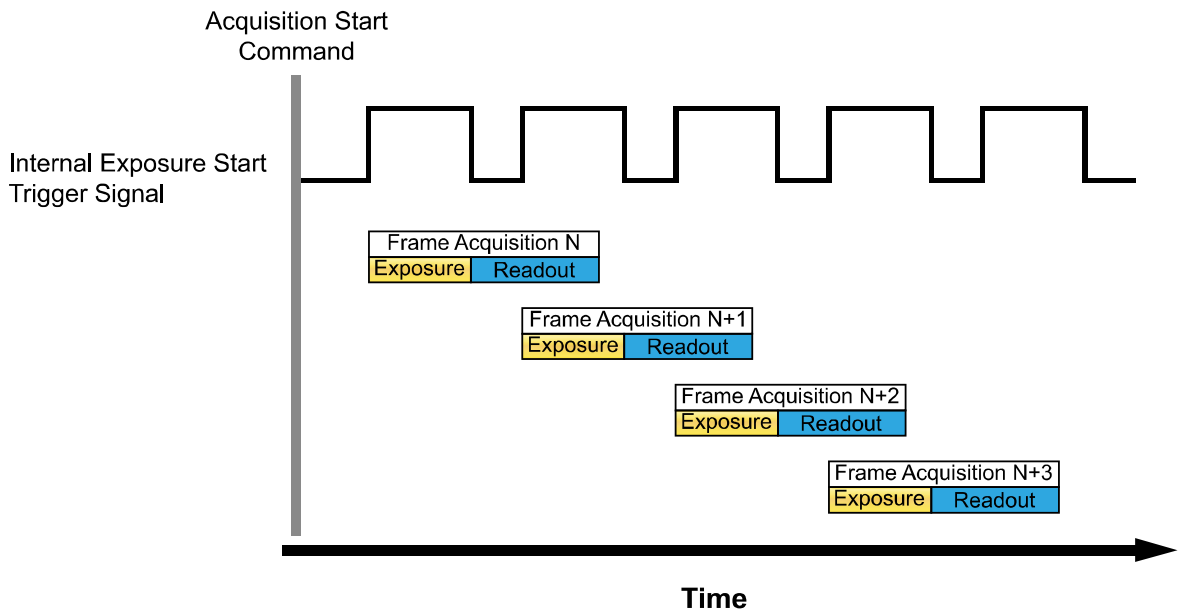 Acquisition Start
Command
Internal Exposure Start
Trigger Signal
Frame Acquisition N
Exposure Readout
Frame Acquisition N+1
Exposure Readout
Frame Acquisition N+2
Exposure Readout
Frame Acquisition N+3
Exposure Readout
Time